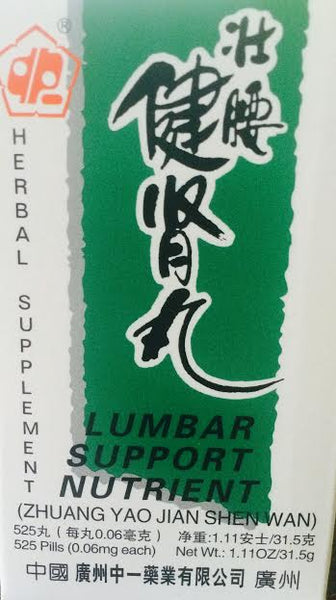 ®
HERBAL SUPPLEMENT
壮腰
健肾丸
LUMBAR
SUPPORT
NUTRIENT
(ZHUANG YAO JIAN SHEN WAN)
525丸（每丸0.06毫克） 净重:1.11安士/31.5克
525 Pills (0.06mg each) Net Wt.: 1.11OZ/31.5g
中國 廣州中一藥業有限公司 廣州